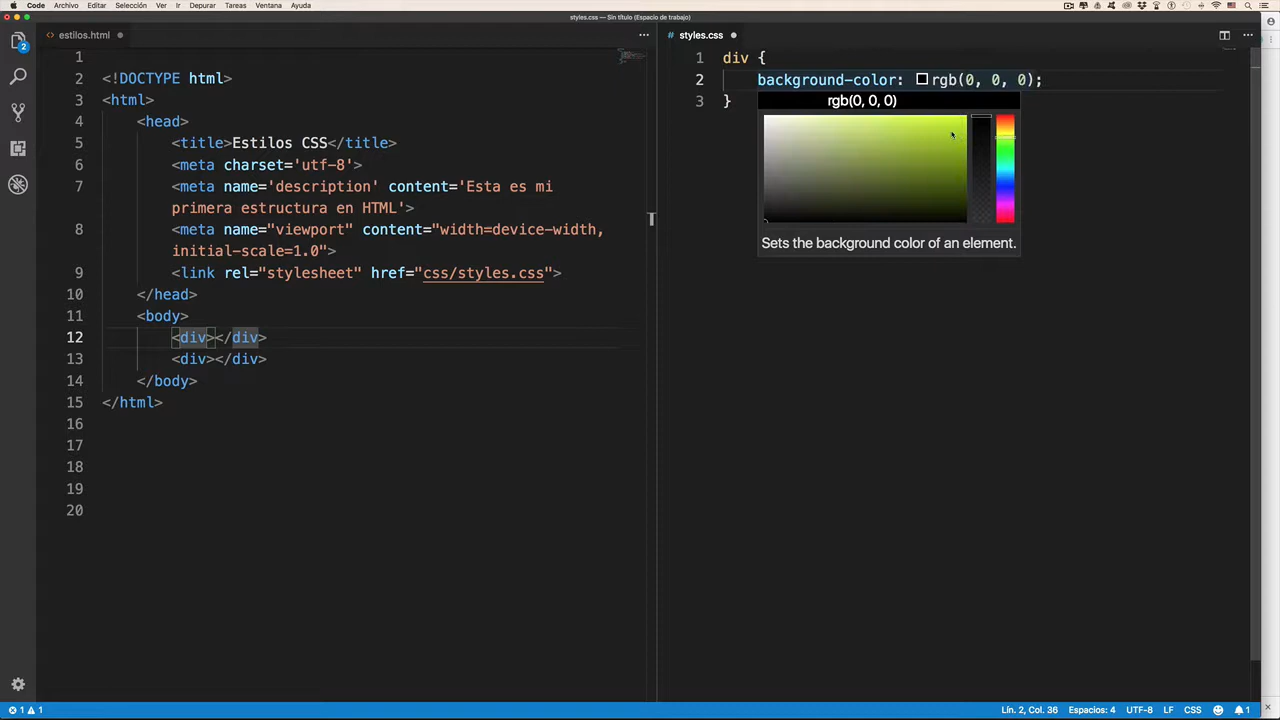 Code Archivo Editar Selección Ver Ir Depurar Tareas Ventana Ayuda
styles.css — Sin título (Espacio de trabajo)
estilos.html
styles.css
2
1
2 <!DOCTYPE html>
3 <html>
4 <head>
5 <title>Estilos CSS</title>
6 <meta charset='utf-8'>
7 <meta name='description' content='Esta es mi
primera estructura en HTML'>
8 <meta name="viewport" content="width=device-width,
initial-scale=1.0">
9 <link rel="stylesheet" href="css/styles.css">
10 </head>
11 <body>
12 <div></div>
13 <div></div>
14 </body>
15 </html>
16
17
18
19
20
1 div {
2 background-color: rgb(0, 0, 0);
3 }
rgb(0, 0, 0)
Sets the background color of an element.
1 1
Lín. 2, Col. 36 Espacios: 4 UTF-8 LF CSS 1